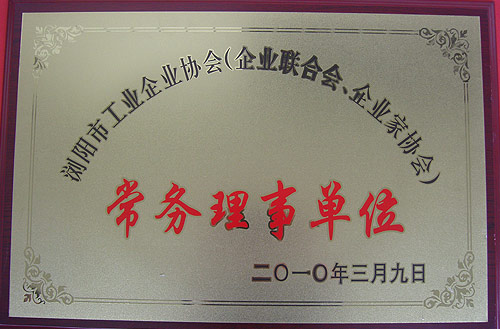 浏阳市工业企业协会(企业联合会、企业家协会)
常务理事单位
二〇一〇年三月九日